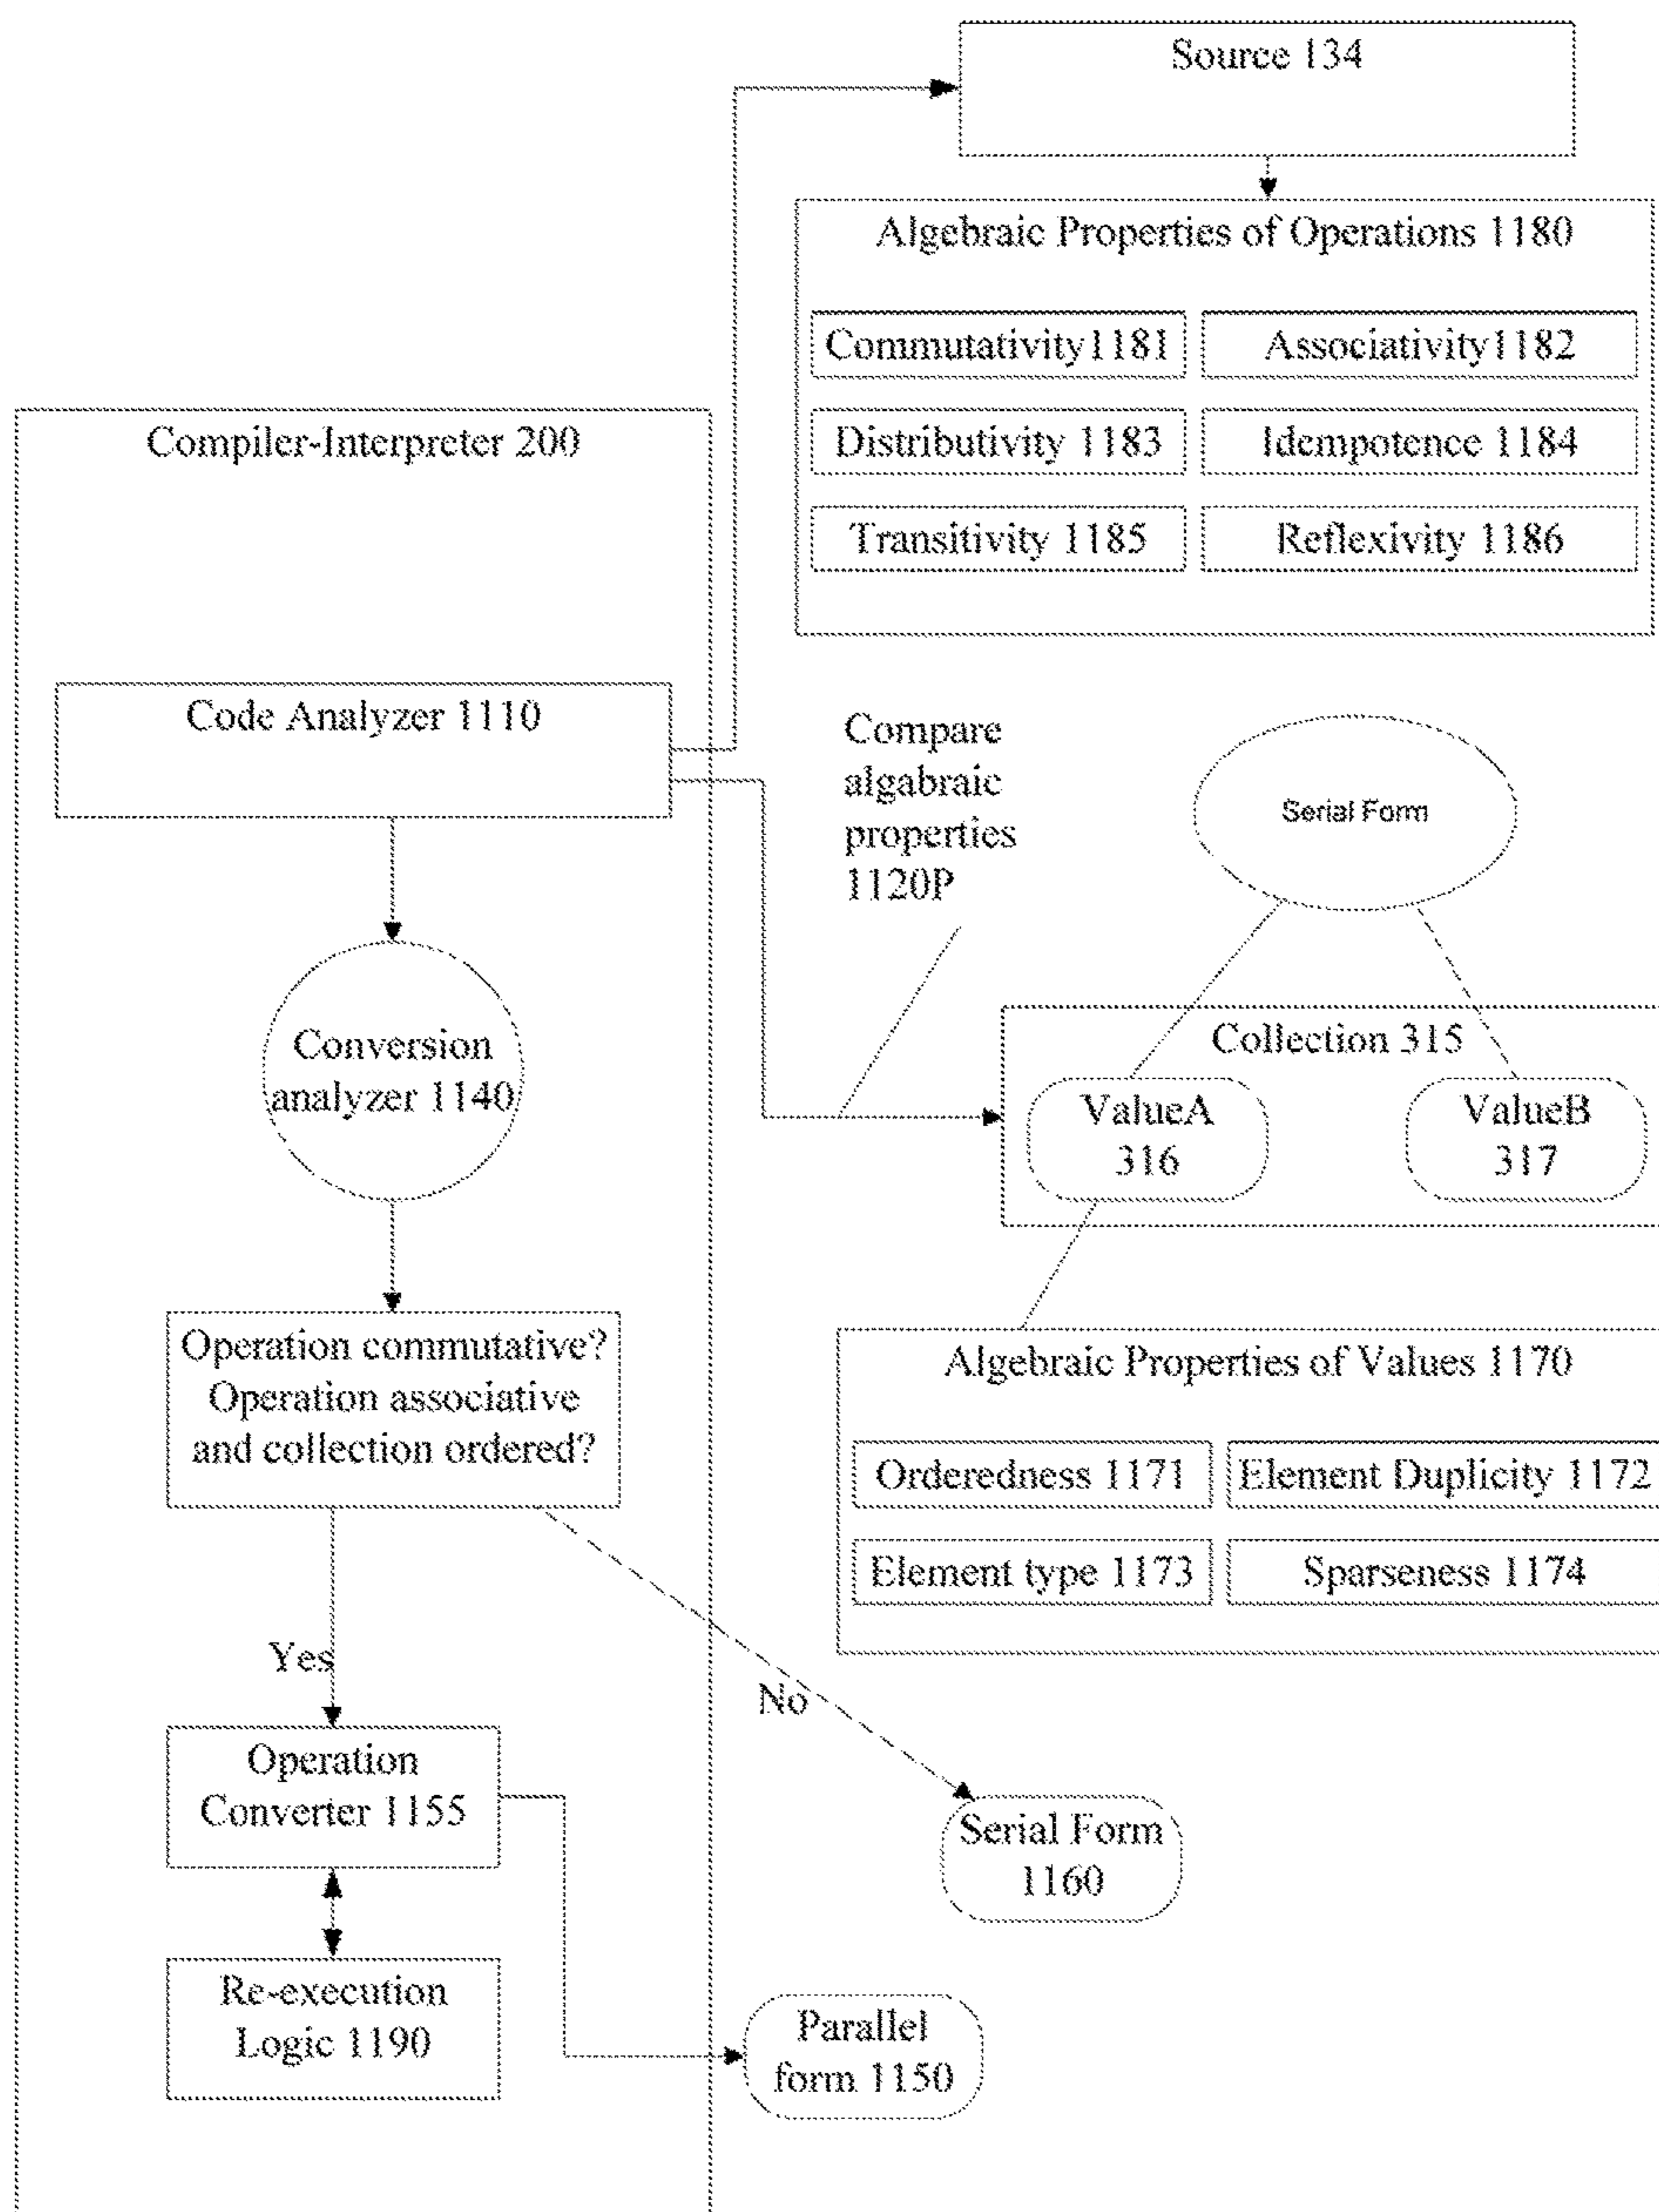 Source 134
Algebraic Properties of Operations 1180
Commutativity1181
Associativity1182
Distributivity 1183
Idempotence 1184
Transitivity 1185
Reflexivity 1186
Compiler-Interpreter 200
Code Analyzer 1110
Compare
algabraic
properties
1120P
Serial Form
Conversion
analyzer 1140
Collection 315
ValueA
316
ValueB
317
Operation commutative?
Operation associative
and collection ordered?
Algebraic Properties of Values 1170
Orderedness 1171
Element Duplicity 1172
Element type 1173
Sparseness 1174
Yes
No
Operation
Converter 1155
Serial Form
1160
Re-execution
Logic 1190
Parallel
form 1150